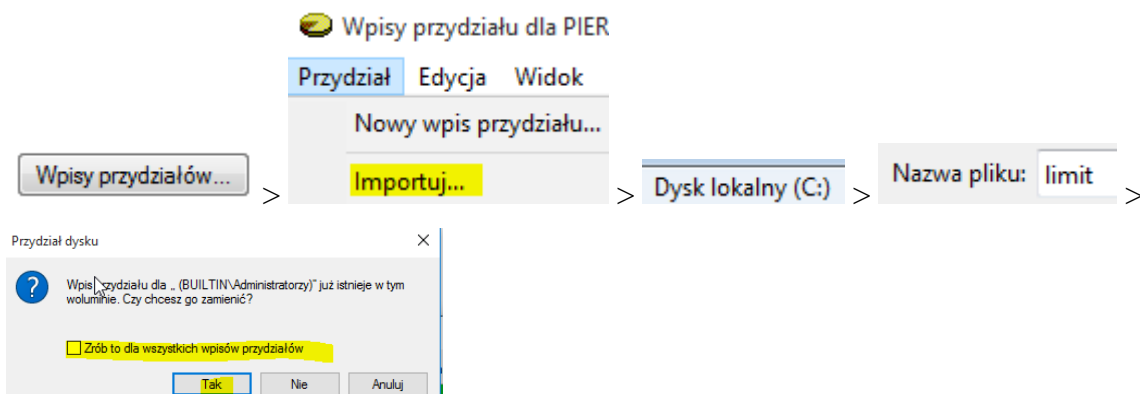 Wpisy przydziału dla PIER
Przydział Edycja Widok
Nowy wpis przydziału...
Wpisy przydziałów... > Importuj... > Dysk lokalny (C:) > Nazwa pliku: limit >
Przydział dysku
Wpis przydziału dla „ (BUILTIN\Administratorzy)” już istnieje w tym
woluminie. Czy chcesz go zamienić?
Zrób to dla wszystkich wpisów przydziałów
Tak Nie Anuluj